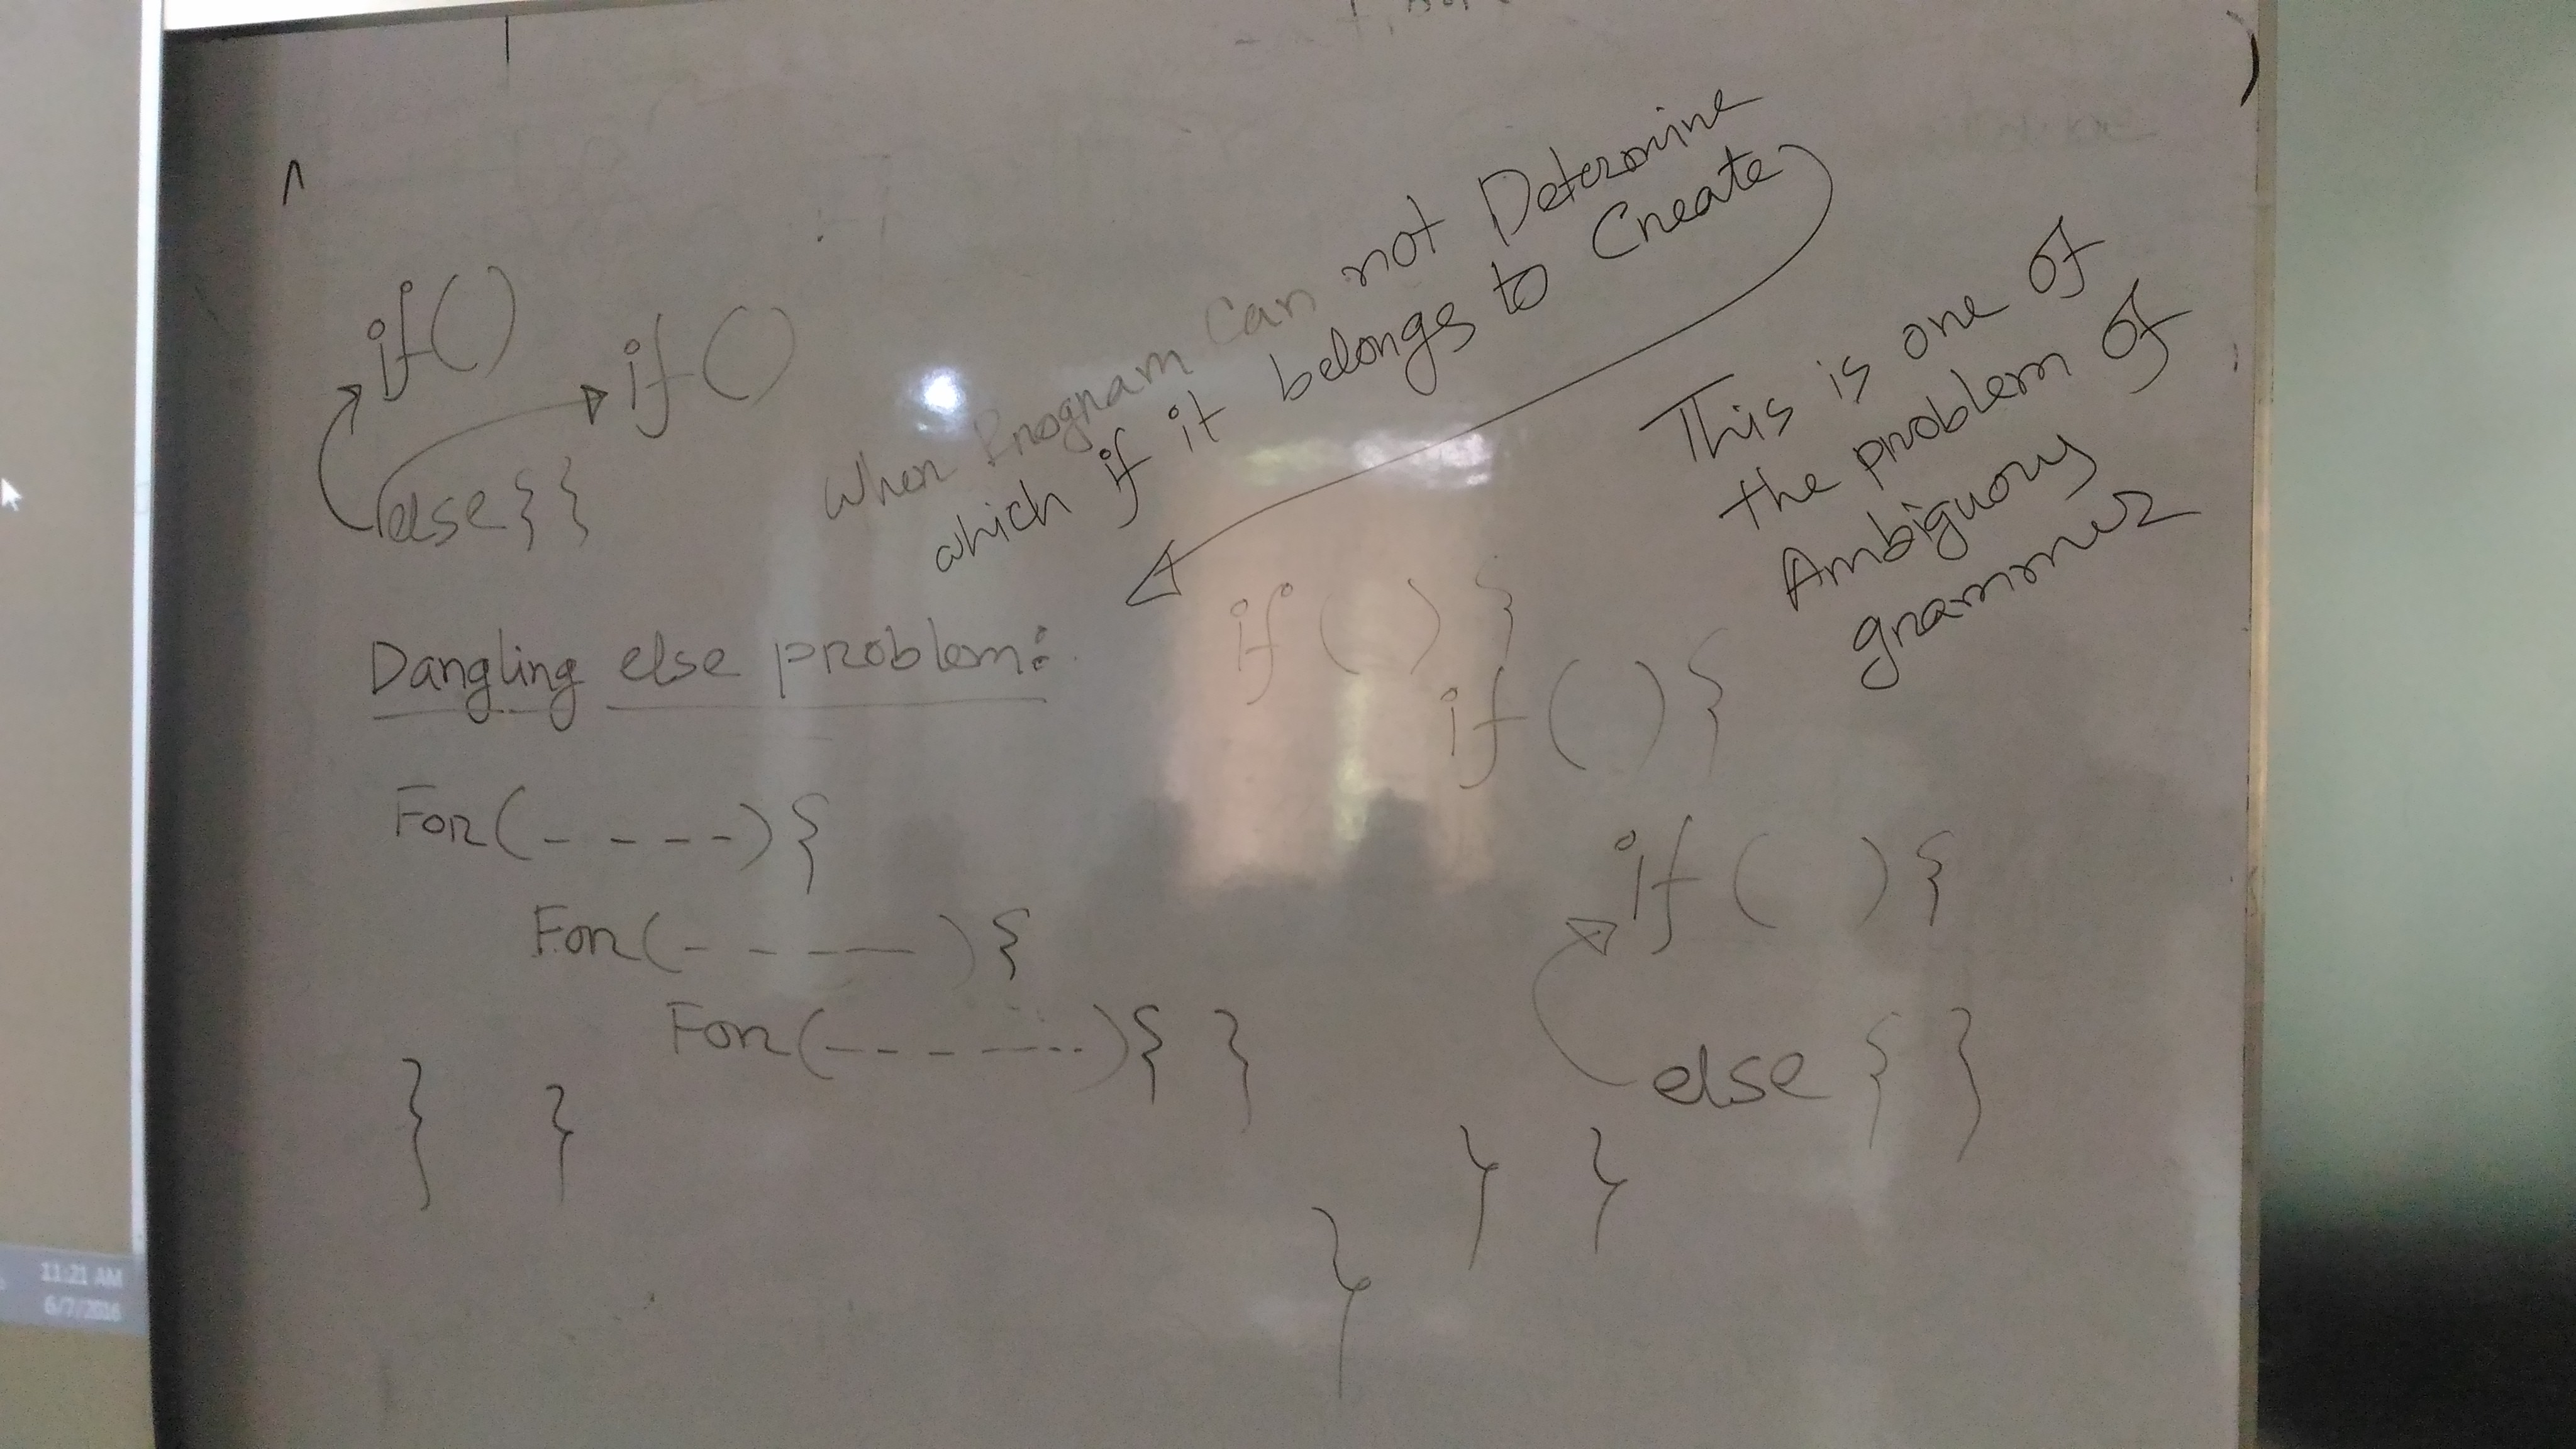 if()
if()
else{ }
When Program Can not Determine
which if it belongs to Create
This is one of
the problem of
Ambiguouy
grammer
Dangling else problem:
For(- - - -){
For(- - - -){
For(- - - - - - -){ }
} }
if( ){
if( ){
if( ){
else{ }
} }
}
11:21 AM
6/7/2016